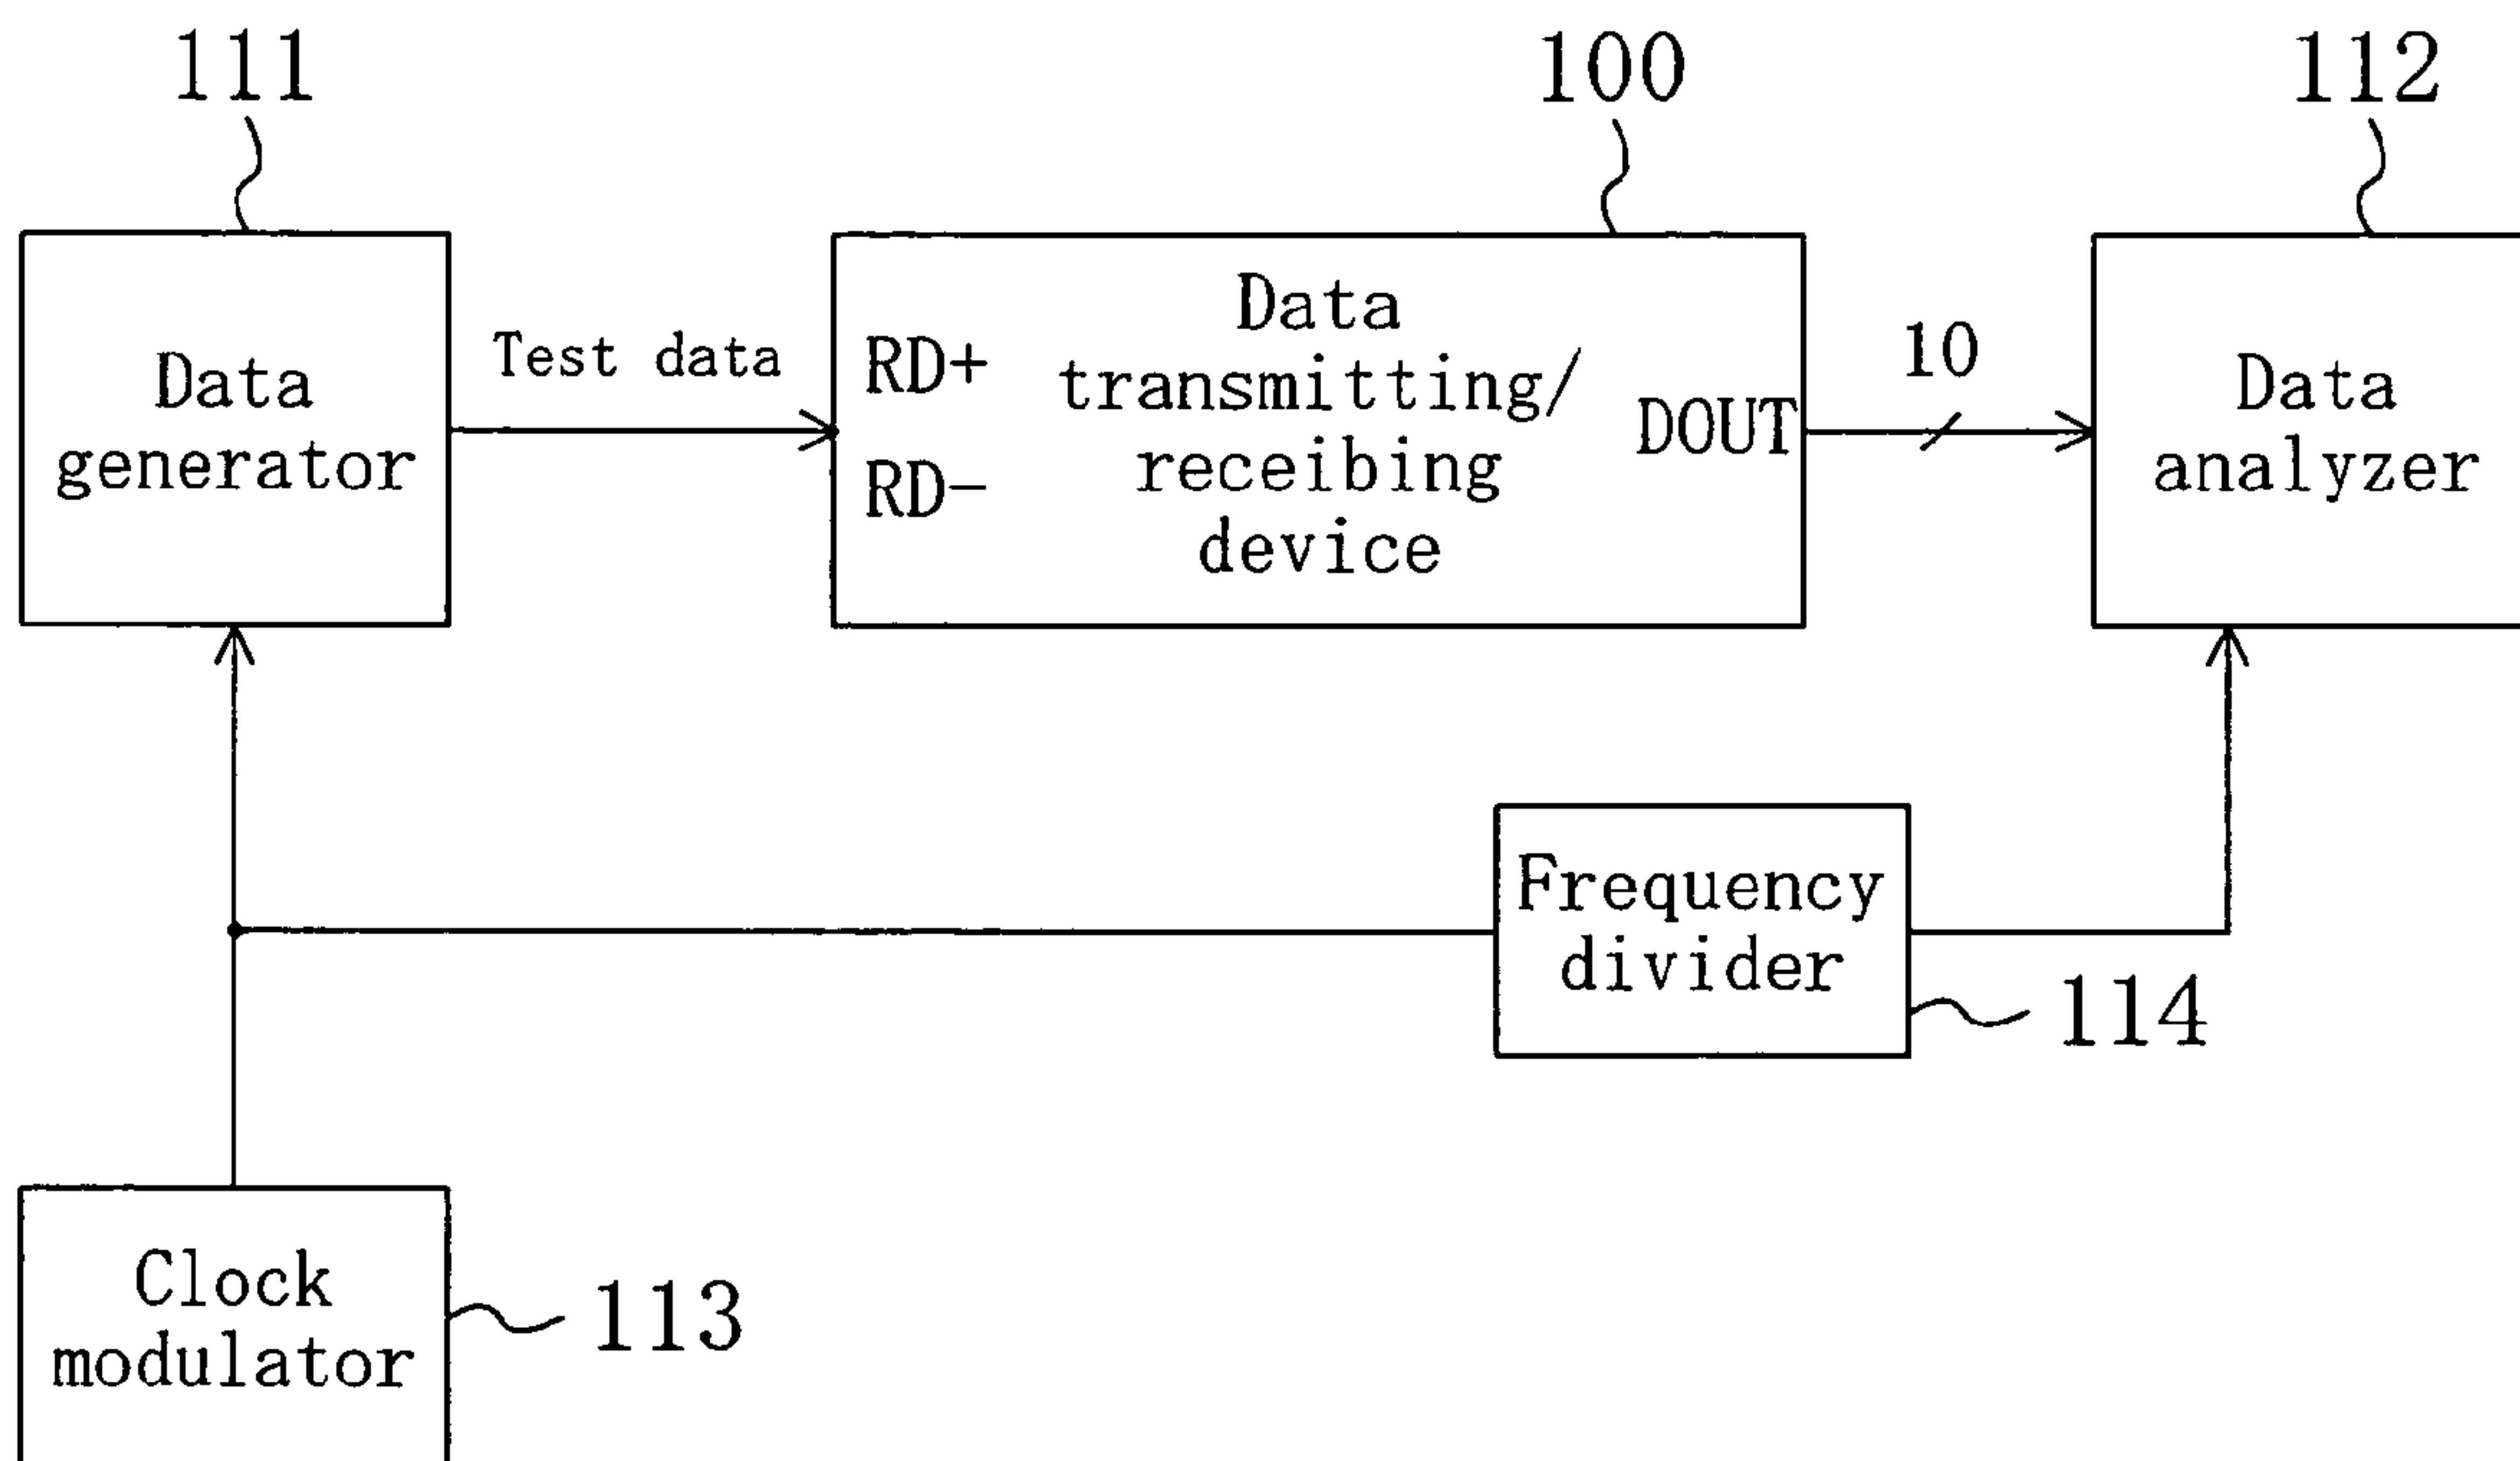 111
100
112
Data
generator
Test data
RD+
RD−
Data
transmitting/
receibing
device
DOUT
10
Data
analyzer
Frequency
divider
114
Clock
modulator
113